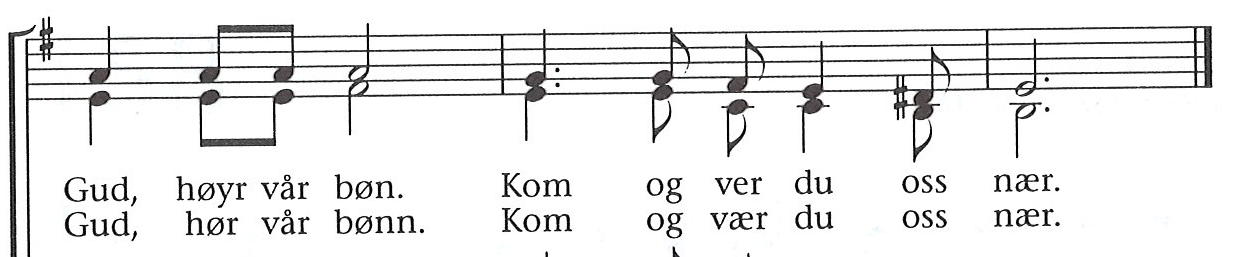 Gud, høyr vår bøn. Kom og ver du oss nær.
Gud, hør vår bønn. Kom og vær du oss nær.